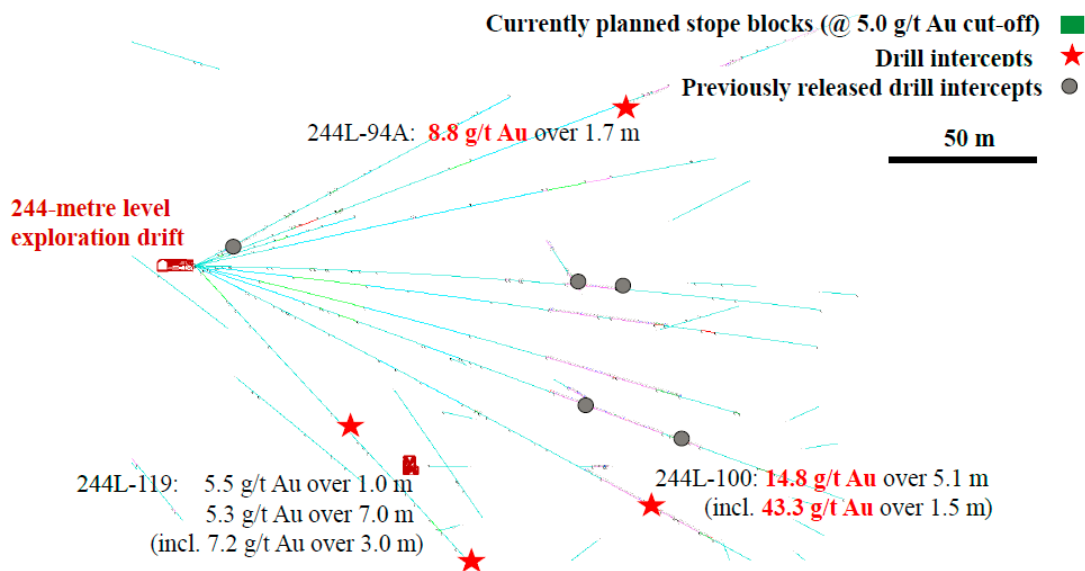 Currently planned stope blocks (@ 5.0 g/t Au cut-off)
Drill intercepts
Previously released drill intercepts
50 m
244L-94A: 8.8 g/t Au over 1.7 m
244-metre level
exploration drift
244L-119: 5.5 g/t Au over 1.0 m
5.3 g/t Au over 7.0 m
(incl. 7.2 g/t Au over 3.0 m)
244L-100: 14.8 g/t Au over 5.1 m
(incl. 43.3 g/t Au over 1.5 m)